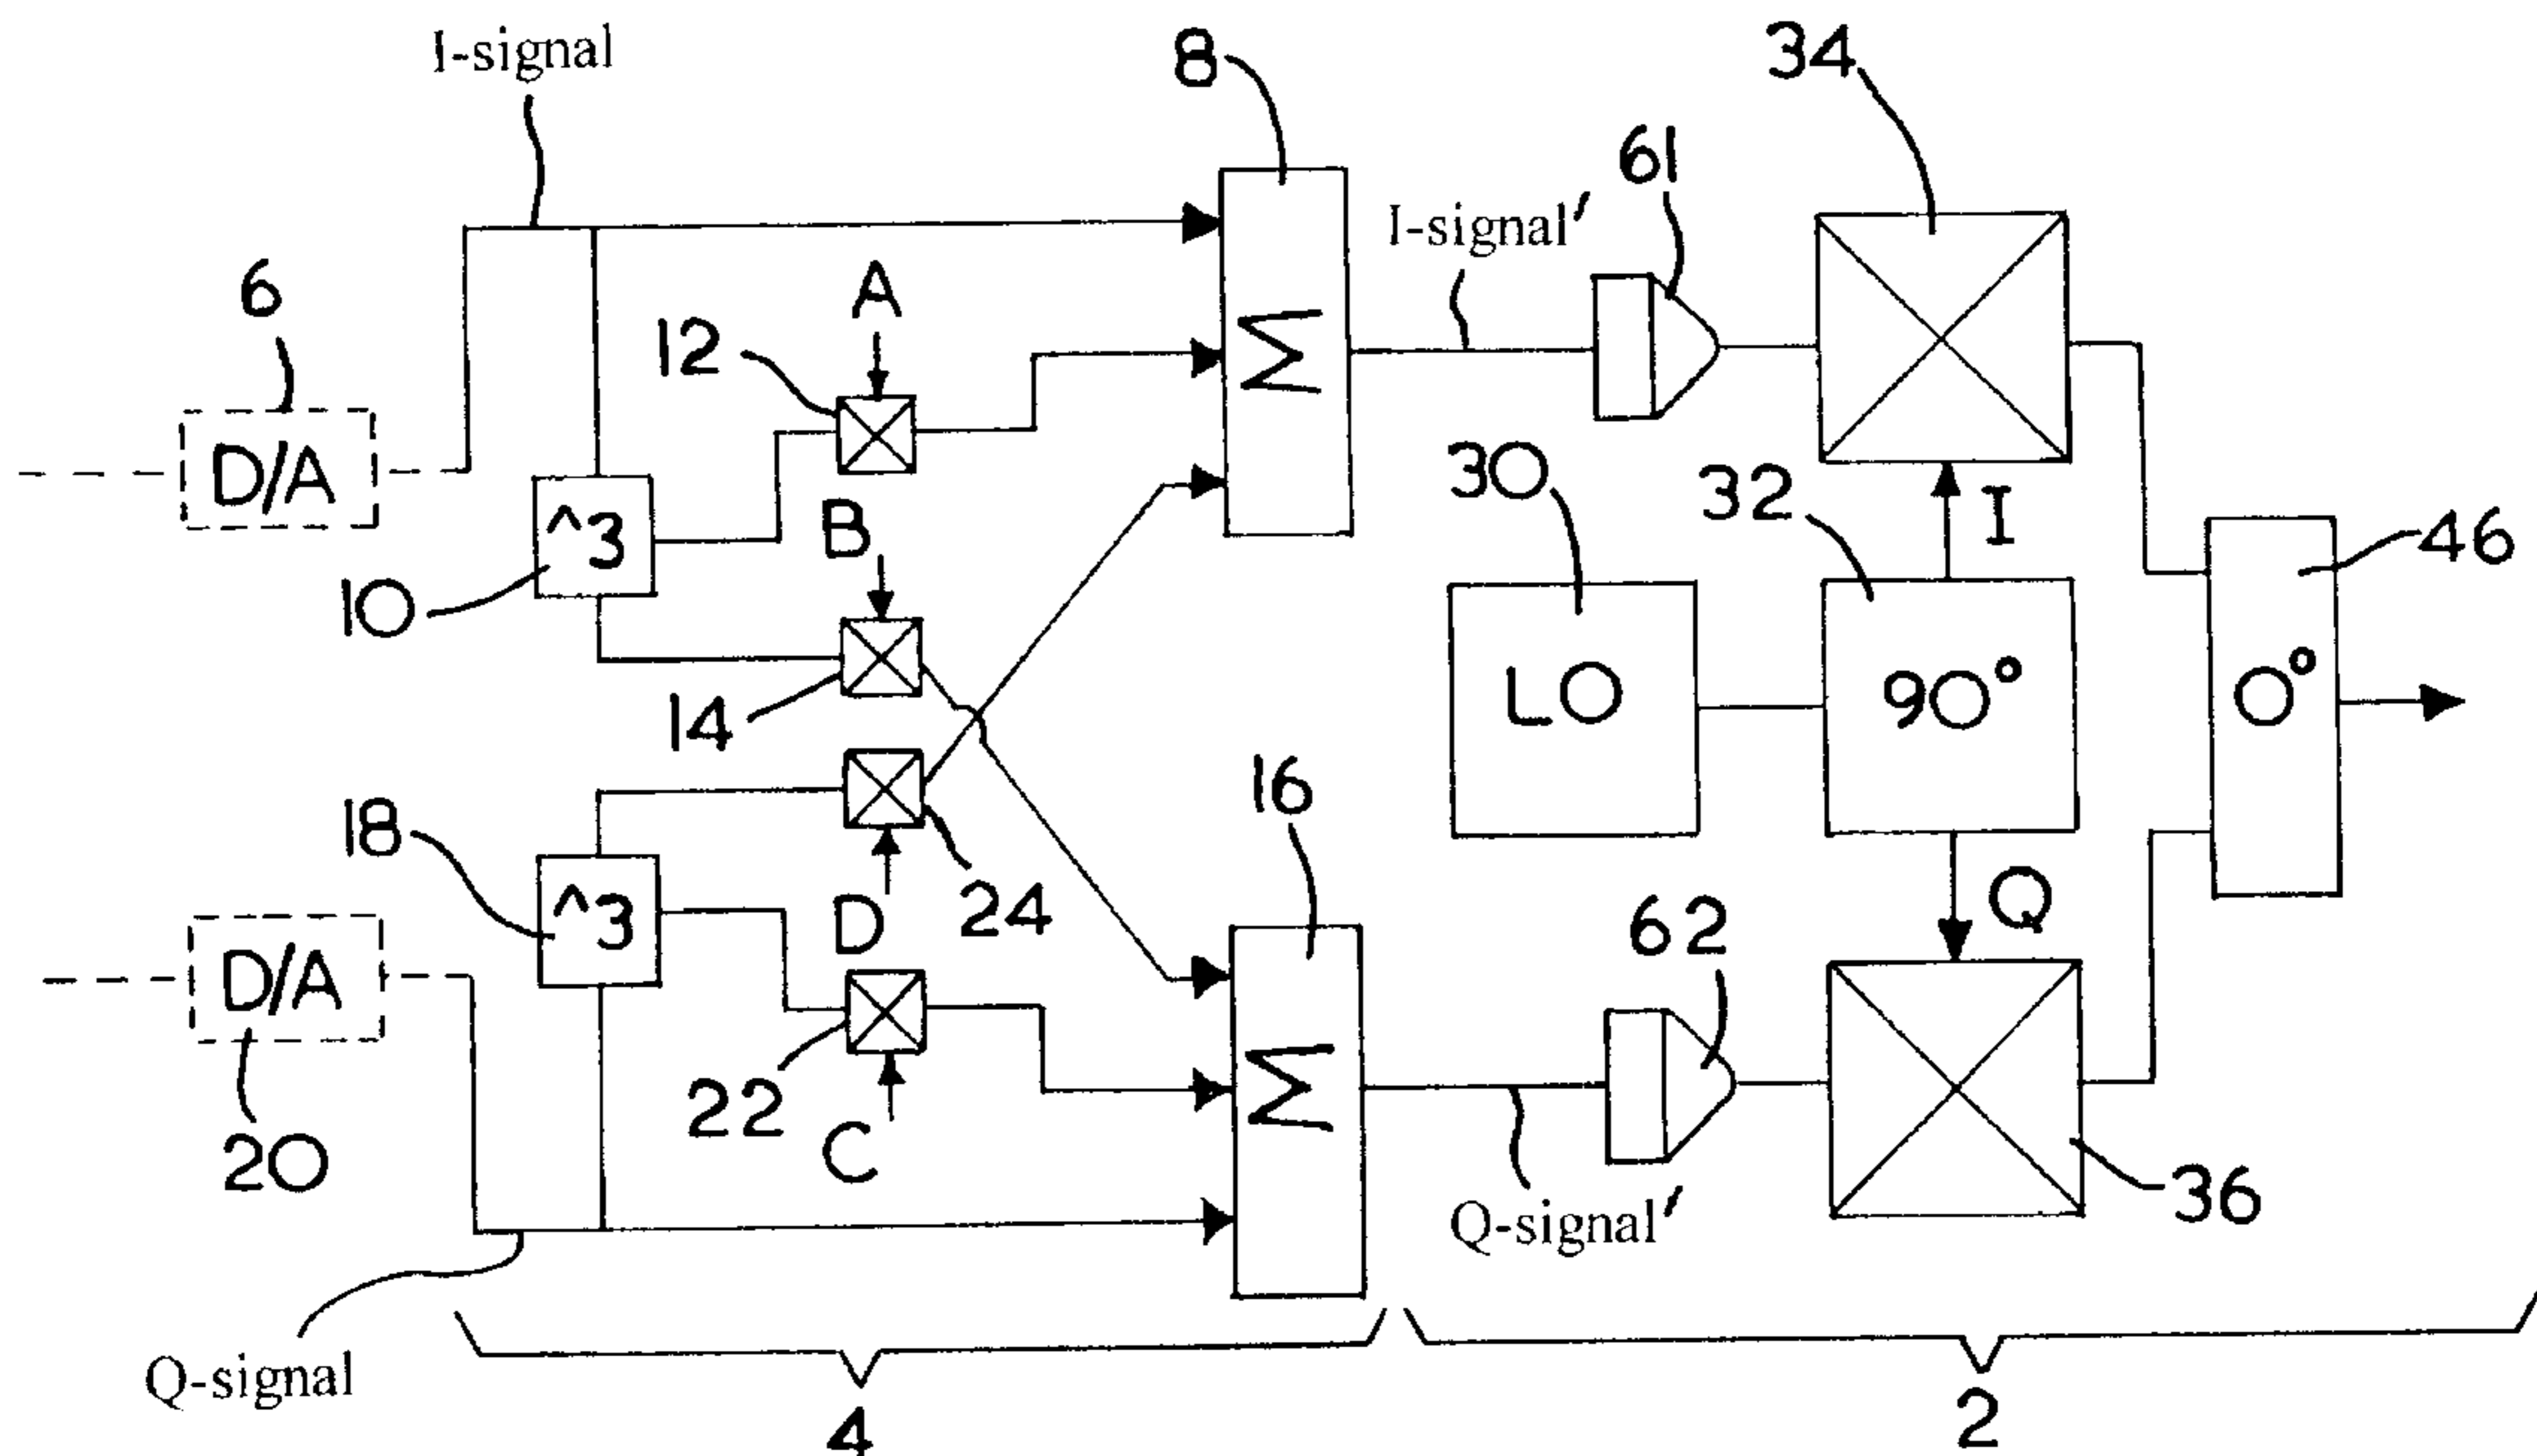 I-signal
8
34
61
I-signal′
6
A
12
Σ
D/A
30
32
I
^3
B
46
10
LO
90°
0°
14
16
18
24
^3
D
62
Q
D/A
22
Σ
20
C
36
Q-signal′
Q-signal
4
2